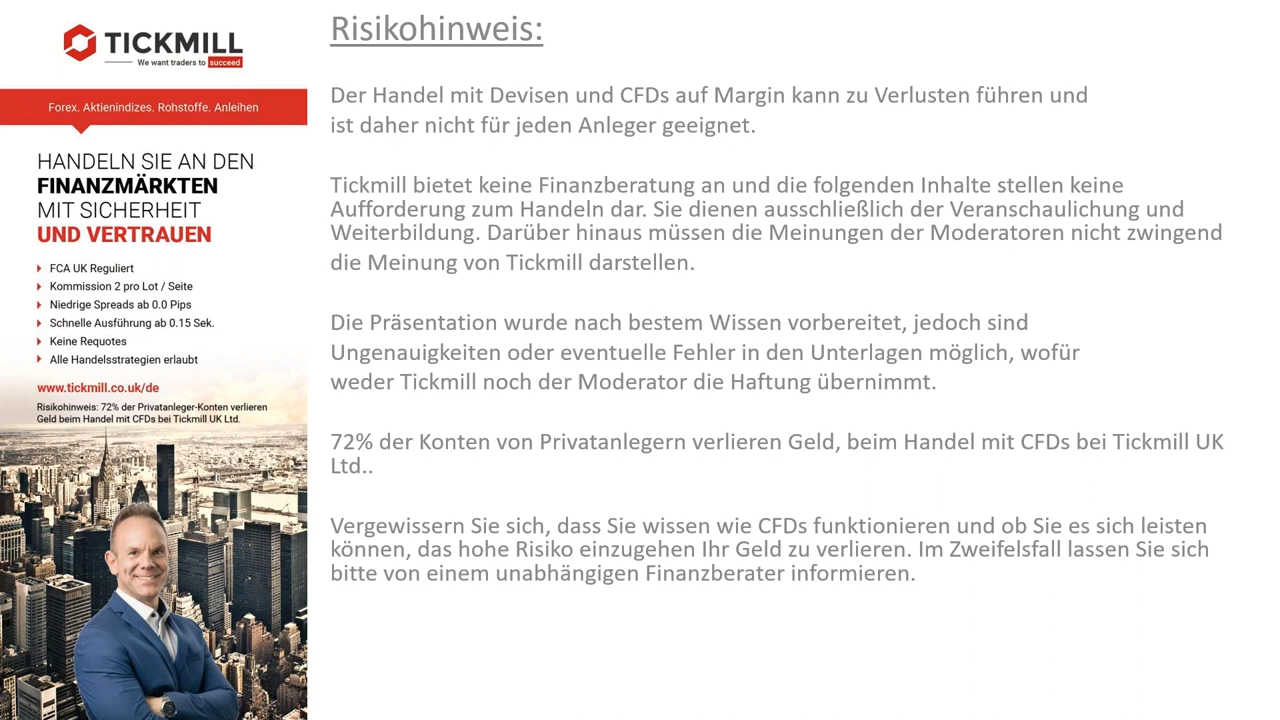 TICKMILL
We want traders to succeed
Forex. Aktienindizes. Rohstoffe. Anleihen
HANDELN SIE AN DEN
FINANZMÄRKTEN
MIT SICHERHEIT
UND VERTRAUEN
FCA UK Reguliert
Kommission 2 pro Lot / Seite
Niedrige Spreads ab 0.0 Pips
Schnelle Ausführung ab 0.15 Sek.
Keine Requotes
Alle Handelsstrategien erlaubt
www.tickmill.co.uk/de
Risikohinweis: 72% der Privatanleger-Konten verlieren
Geld beim Handel mit CFDs bei Tickmill UK Ltd.
Risikohinweis:
Der Handel mit Devisen und CFDs auf Margin kann zu Verlusten führen und
ist daher nicht für jeden Anleger geeignet.
Tickmill bietet keine Finanzberatung an und die folgenden Inhalte stellen keine
Aufforderung zum Handeln dar. Sie dienen ausschließlich der Veranschaulichung und
Weiterbildung. Darüber hinaus müssen die Meinungen der Moderatoren nicht zwingend
die Meinung von Tickmill darstellen.
Die Präsentation wurde nach bestem Wissen vorbereitet, jedoch sind
Ungenauigkeiten oder eventuelle Fehler in den Unterlagen möglich, wofür
weder Tickmill noch der Moderator die Haftung übernimmt.
72% der Konten von Privatanlegern verlieren Geld, beim Handel mit CFDs bei Tickmill UK
Ltd..
Vergewissern Sie sich, dass Sie wissen wie CFDs funktionieren und ob Sie es sich leisten
können, das hohe Risiko einzugehen Ihr Geld zu verlieren. Im Zweifelsfall lassen Sie sich
bitte von einem unabhängigen Finanzberater informieren.